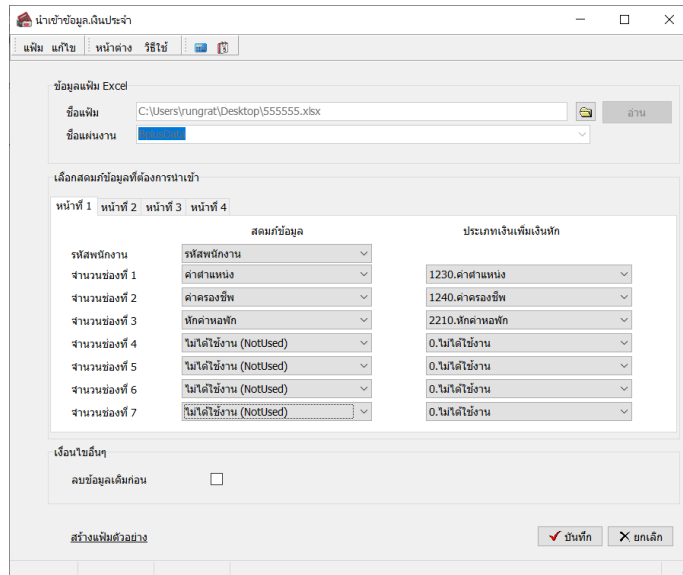 นำเข้าข้อมูล.เงินประจำ
แฟ้ม แก้ไข หน้าต่าง วิธีใช้
ข้อมูลแฟ้ม Excel
ชื่อแฟ้ม C:\Users\rungrat\Desktop\555555.xlsx อ่าน
ชื่อแผ่นงาน
เลือกสดมภ์ข้อมูลที่ต้องการนำเข้า
หน้าที่ 1 หน้าที่ 2 หน้าที่ 3 หน้าที่ 4
สดมภ์ข้อมูล ประเภทเงินเพิ่มเงินหัก
รหัสพนักงาน รหัสพนักงาน
จำนวนช่องที่ 1 ค่าตำแหน่ง 1230.ค่าตำแหน่ง
จำนวนช่องที่ 2 ค่าครองชีพ 1240.ค่าครองชีพ
จำนวนช่องที่ 3 หักค่าหอพัก 2210.หักค่าหอพัก
จำนวนช่องที่ 4 ไม่ได้ใช้งาน (NotUsed) 0.ไม่ได้ใช้งาน
จำนวนช่องที่ 5 ไม่ได้ใช้งาน (NotUsed) 0.ไม่ได้ใช้งาน
จำนวนช่องที่ 6 ไม่ได้ใช้งาน (NotUsed) 0.ไม่ได้ใช้งาน
จำนวนช่องที่ 7 ไม่ได้ใช้งาน (NotUsed) 0.ไม่ได้ใช้งาน
เงื่อนไขอื่นๆ
ลบข้อมูลเดิมก่อน
สร้างแฟ้มตัวอย่าง บันทึก ยกเลิก